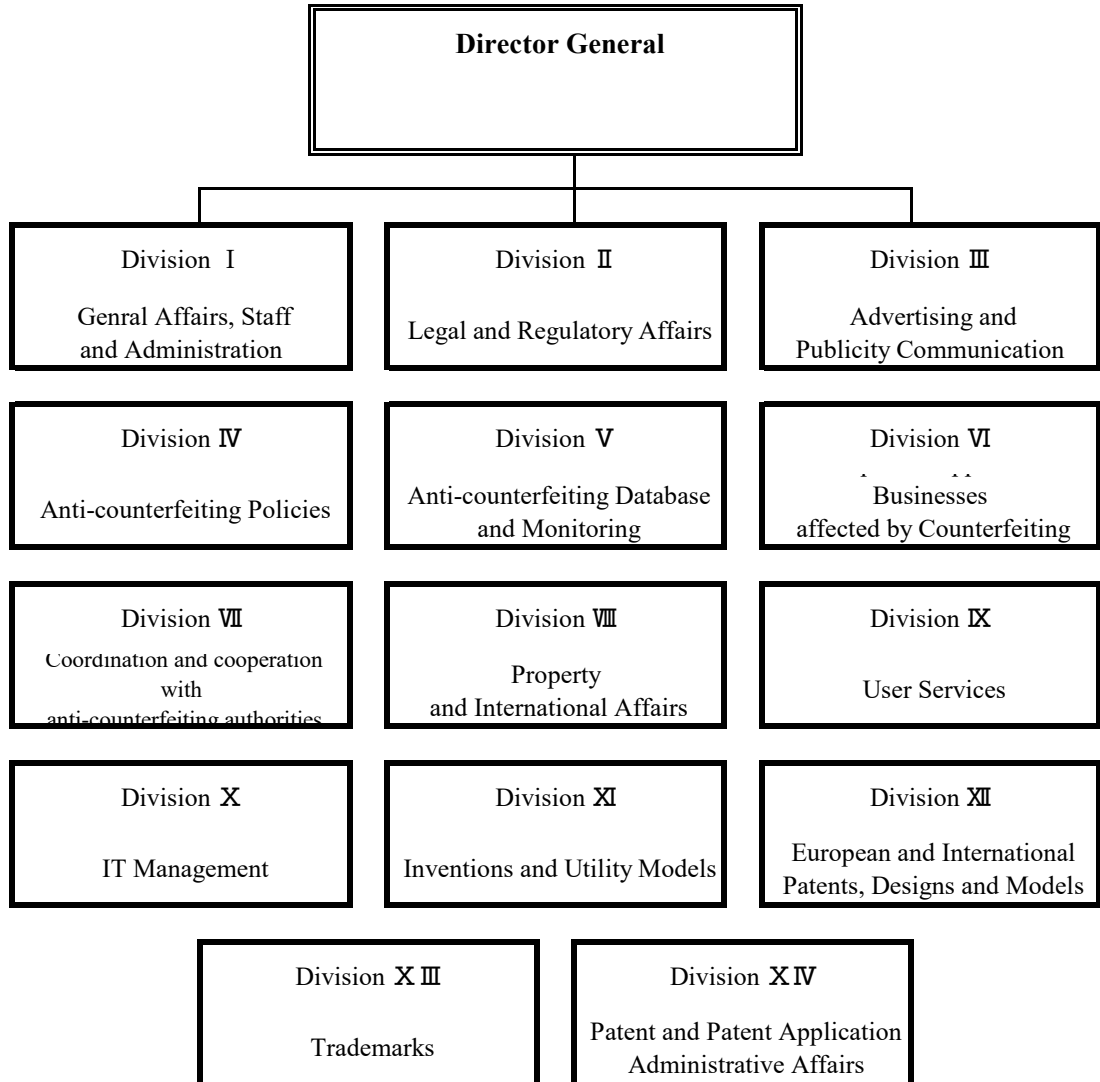 Director General
Division Ⅰ
Genral Affairs, Staff
and Administration
Division Ⅱ
Legal and Regulatory Affairs
Division Ⅲ
Advertising and
Publicity Communication
Division Ⅳ
Anti-counterfeiting Policies
Division Ⅴ
Anti-counterfeiting Database
and Monitoring
Division Ⅵ
Businesses
affected by Counterfeiting
Division Ⅶ
Coordination and cooperation
with
anti-counterfeiting authorities
Division Ⅷ
Property
and International Affairs
Division Ⅸ
User Services
Division Ⅹ
IT Management
Division Ⅺ
Inventions and Utility Models
Division Ⅻ
European and International
Patents, Designs and Models
Division ⅩⅢ
Trademarks
Division ⅩⅣ
Patent and Patent Application
Administrative Affairs